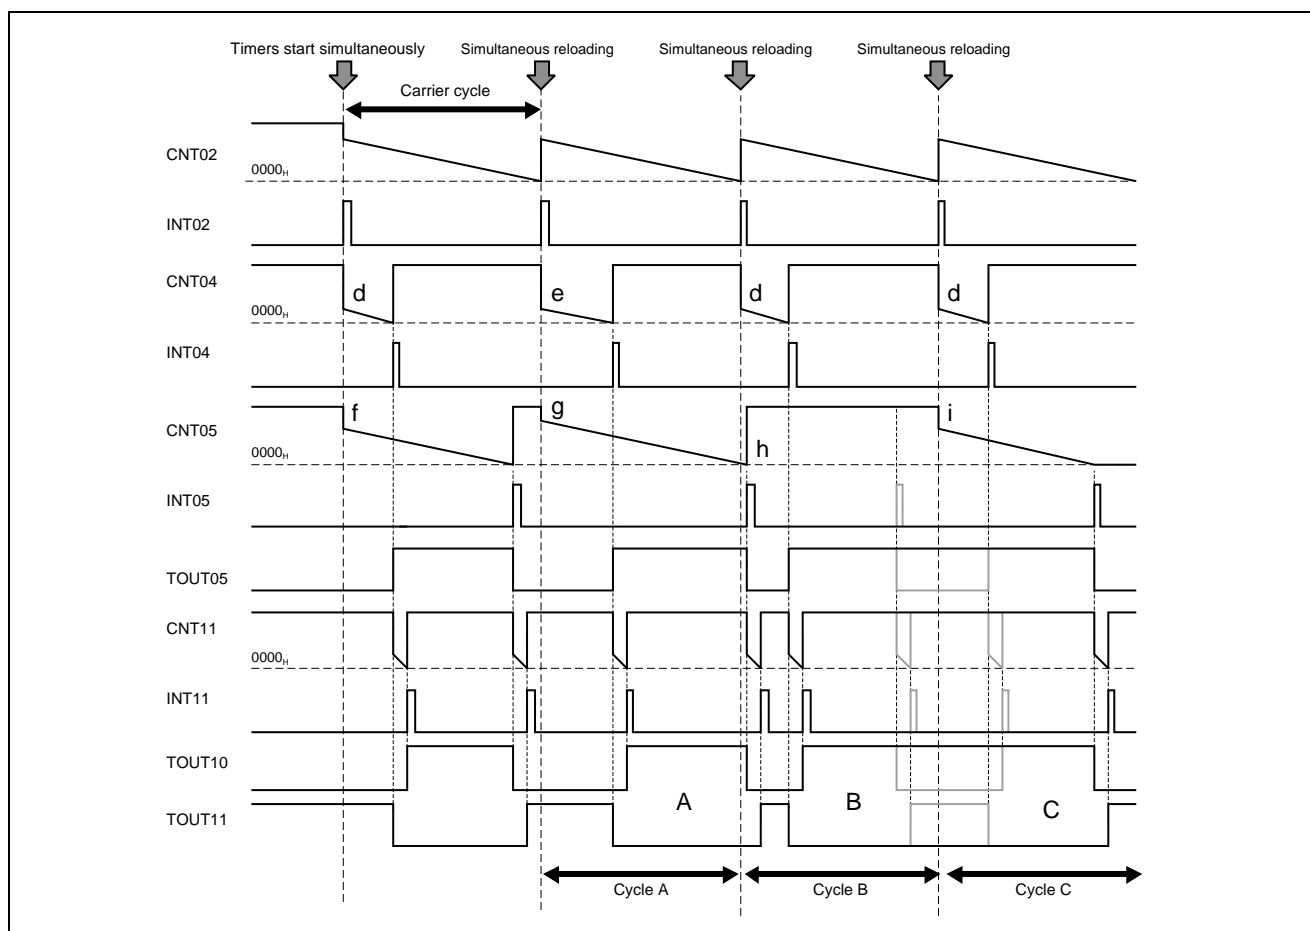 Timers start simultaneously Simultaneous reloading Simultaneous reloading Simultaneous reloading
Carrier cycle
CNT02
0000H
INT02
CNT04
d e d d
0000H
INT04
CNT05
f g i
0000H
h
INT05
TOUT05
CNT11
0000H
INT11
TOUT10
A B C
TOUT11
Cycle A Cycle B Cycle C